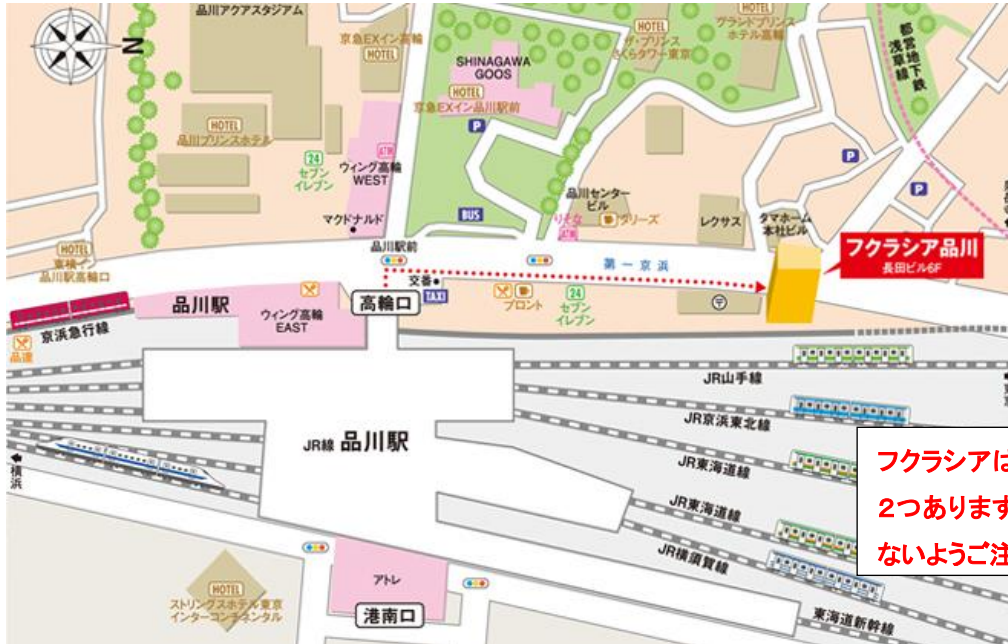 品川アクアスタジアム
N
京急EXイン高輪
HOTEL
HOTEL
ザ・プリンス
さくらタワー東京
HOTEL
グランドプリンス
ホテル高輪
都営地下鉄
浅草線
SHINAGAWA
GOOS
HOTEL
京急EXイン品川駅前
P
HOTEL
品川プリンスホテル
24
セブン
イレブン
ATM
ウィング高輪
WEST
マクドナルド
品川駅前
BUS
りそな
ATM
品川センター
ビル
タリーズ
レクサス
タマホーム
本社ビル
P
P
フクラシア品川
長田ビル6F
HOTEL
東横イン
品川駅高輪口
第一京浜
交番
TAXI
プロント
24
セブン
イレブン
〒
品川駅
ウィング高輪
EAST
高輪口
京浜急行線
品達
JR山手線
JR京浜東北線
JR東海道線
JR東海道線
JR横須賀線
東海道新幹線
JR線 品川駅
横浜
フクラシアは
2つあります
ないようご注
HOTEL
ストリングスホテル東京
インターコンチネンタル
アトレ
港南口